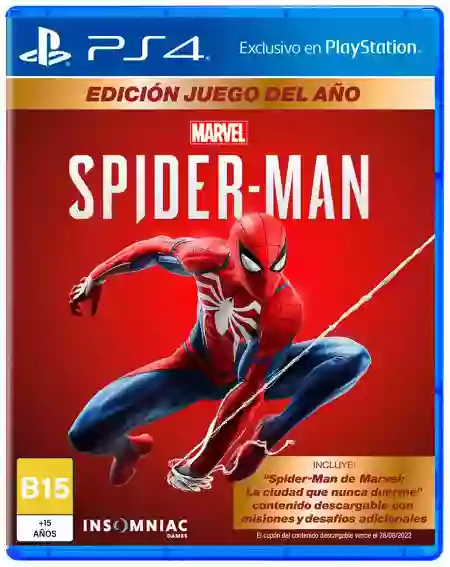 PS4
Exclusivo en PlayStation.
EDICIÓN JUEGO DEL AÑO
MARVEL
SPIDER-MAN
INCLUYE:
"Spider-Man de Marvel:
La ciudad que nunca duerme"
contenido descargable con
misiones y desafíos adicionales
El cupón del contenido descargable vence el 28/08/2022
B15
+15
AÑOS
INSOMNIAC
GAMES